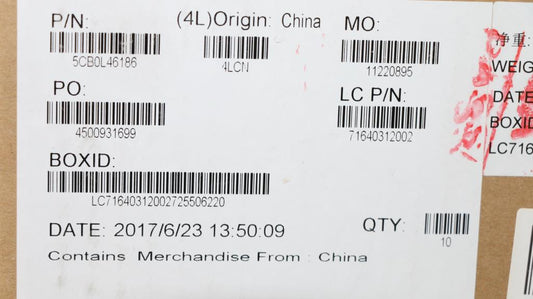 P/N: (4L)Origin: China MO:
5CB0L46186 4LCN 11220895
PO: LC P/N:
4500931699 71640312002
BOXID:
LC71640312002725506220
DATE: 2017/6/23 13:50:09 QTY:
10
Contains Merchandise From : China
净重:
WEIG
DATE
BOXID
LC716